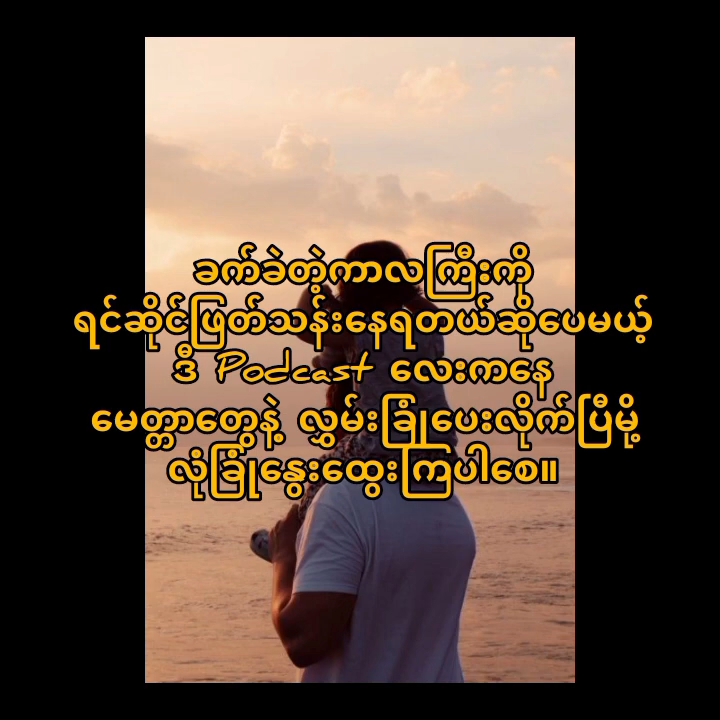 ခက်ခဲတဲ့ကာလကြီးကို
ရင်ဆိုင်ဖြတ်သန်းနေရတယ်ဆိုပေမယ့်
ဒီ Podcast လေးကနေ
မေတ္တာတွေနဲ့ လွှမ်းခြုံပေးလိုက်ပြီမို့
လုံခြုံနွေးထွေးကြပါစေ။